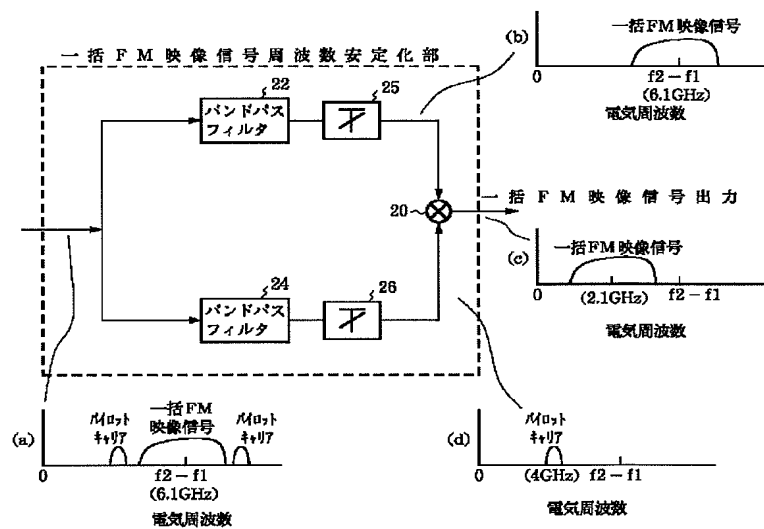 一括FM映像信号周波数安定化部
22
バンドパス
フィルタ
25
(b)
一括FM映像信号
0
f2−f1
(6.1GHz)
電気周波数
20
一括FM映像信号出力
(c)
一括FM映像信号
0
(2.1GHz)
f2−f1
電気周波数
24
バンドパス
フィルタ
26
(a)
パイロット
キャリア
一括FM
映像信号
パイロット
キャリア
0
f2−f1
(6.1GHz)
電気周波数
(d)
パイロット
キャリア
0
(4GHz)
f2−f1
電気周波数